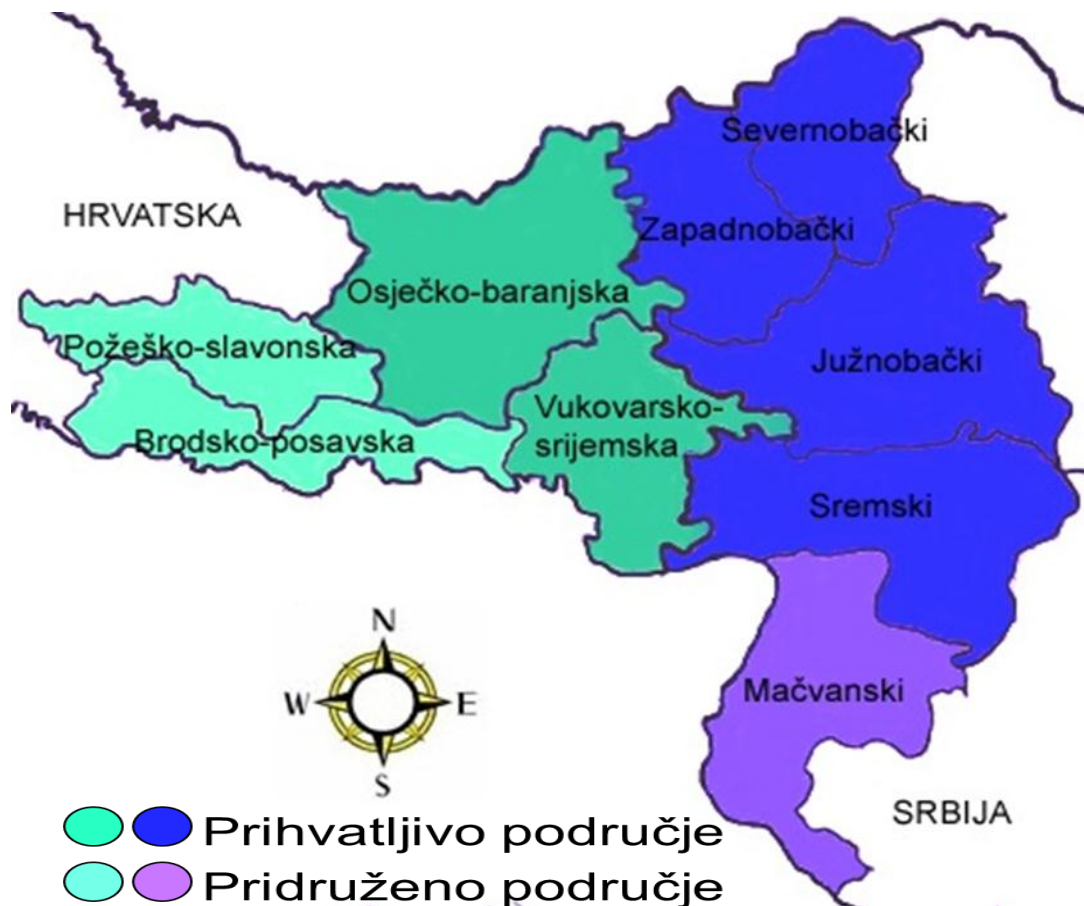 Severnobački
HRVATSKA
Zapadnobački
Osječko-baranjska
Požeško-slavonska
Južnobački
Vukovarsko-
srijemska
Brodsko-posavska
Sremski
N
W
E
S
Mačvanski
SRBIJA
Prihvatljivo područje
Pridruženo područje